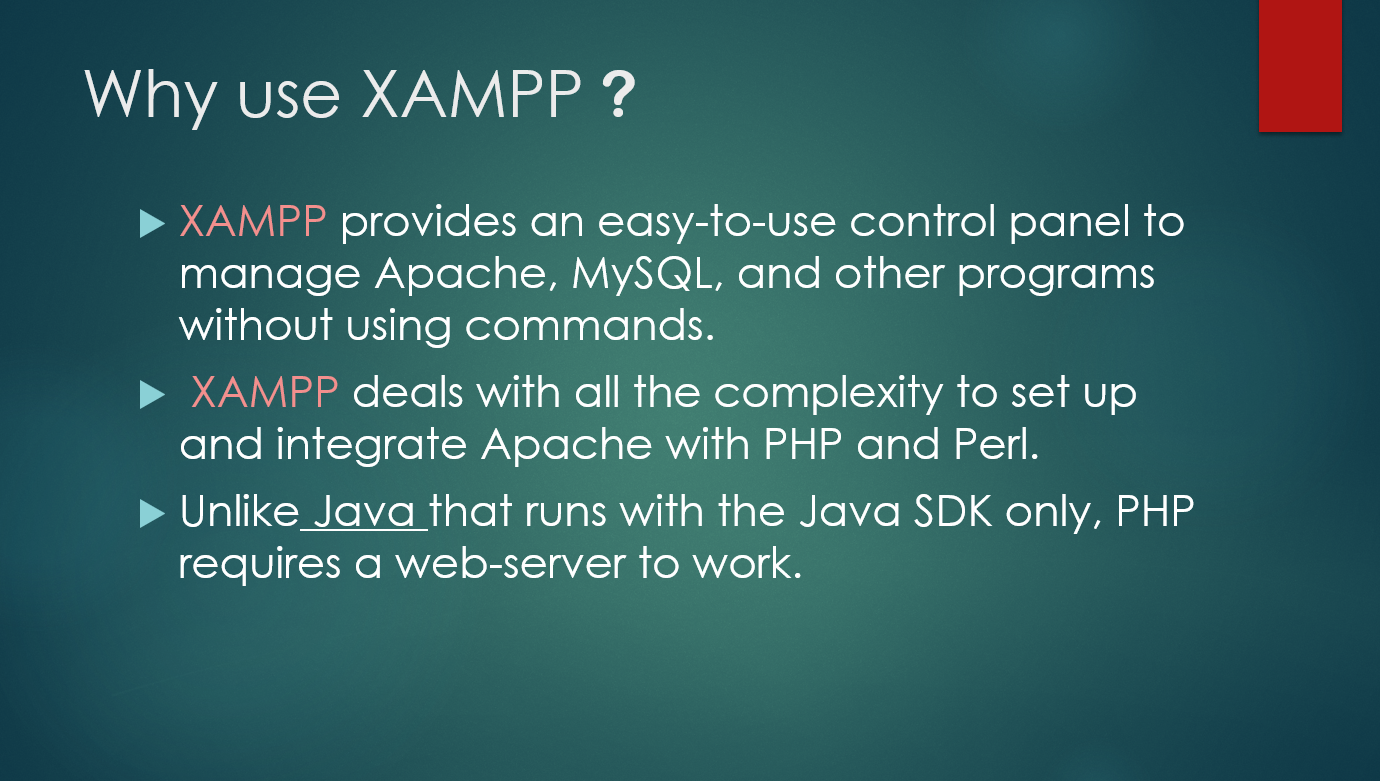 Why use XAMPP ?
XAMPP provides an easy-to-use control panel to
manage Apache, MySQL, and other programs
without using commands.
XAMPP deals with all the complexity to set up
and integrate Apache with PHP and Perl.
Unlike Java that runs with the Java SDK only, PHP
requires a web-server to work.